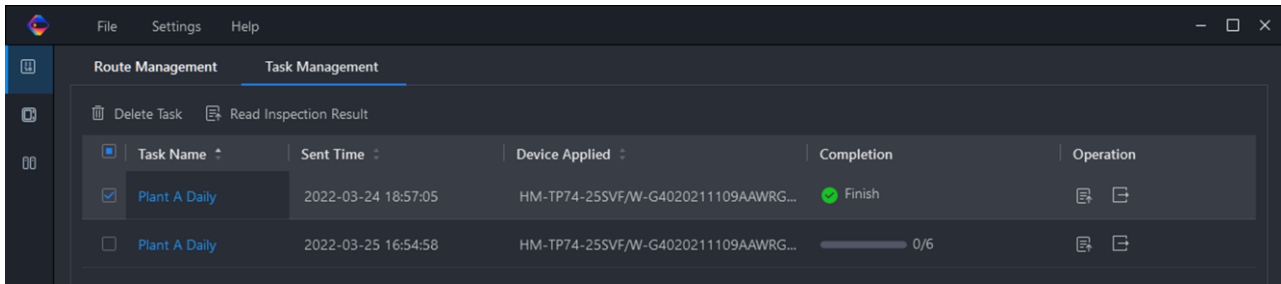 File Settings Help
Route Management Task Management
Delete Task Read Inspection Result
Task Name Sent Time Device Applied Completion Operation
Plant A Daily 2022-03-24 18:57:05 HM-TP74-25SVF/W-G4020211109AAWRG... Finish
Plant A Daily 2022-03-25 16:54:58 HM-TP74-25SVF/W-G4020211109AAWRG... 0/6